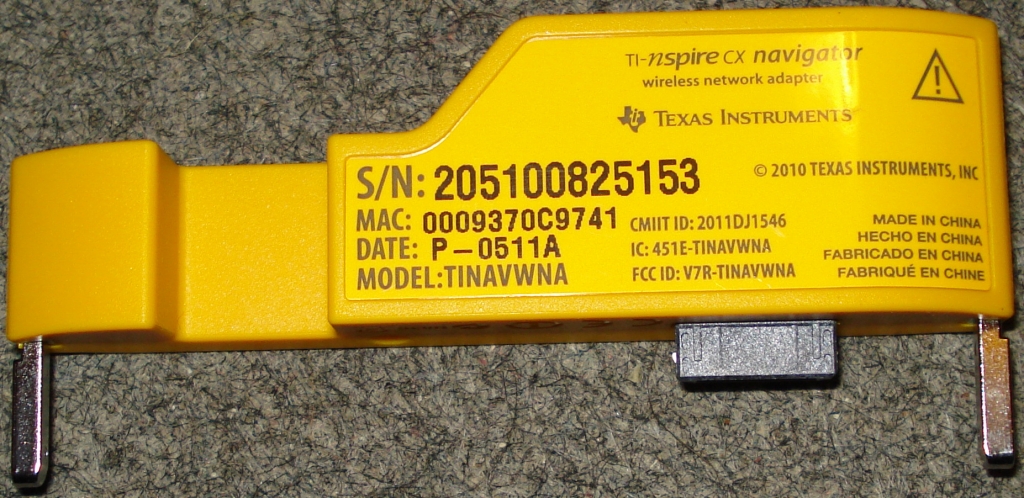 TI-nspire CX navigator
wireless network adapter
TEXAS INSTRUMENTS
© 2010 TEXAS INSTRUMENTS, INC
S/N: 205100825153
MAC: 0009370C9741
DATE: P-0511A
MODEL:TINAVWNA
CMIIT ID: 2011DJ1546
IC: 451E-TINAVWNA
FCC ID: V7R-TINAVWNA
MADE IN CHINA
HECHO EN CHINA
FABRICADO EN CHINA
FABRIQUÉ EN CHINE